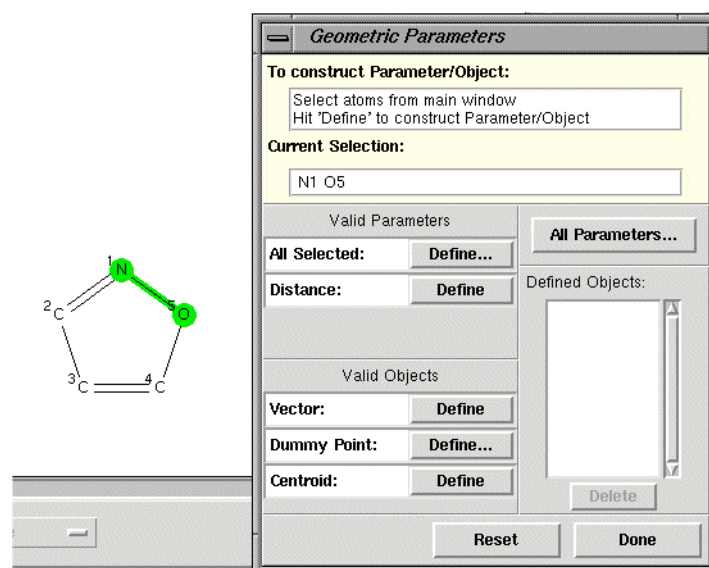 Geometric Parameters
To construct Parameter/Object:
Select atoms from main window
Hit 'Define' to construct Parameter/Object
Current Selection:
N1 O5
Valid Parameters
All Parameters...
All Selected: Define...
Distance: Define
Defined Objects:
Valid Objects
Vector: Define
Dummy Point: Define...
Centroid: Define
Delete
Reset Done
1 N
2 C
5 O
3 C
4 C